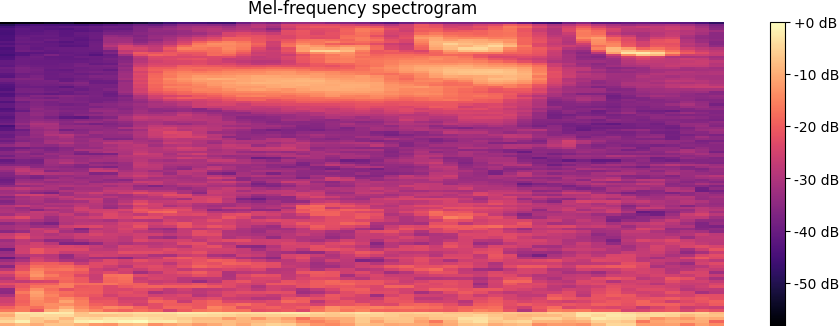 Mel-frequency spectrogram
+0 dB
-10 dB
-20 dB
-30 dB
-40 dB
-50 dB